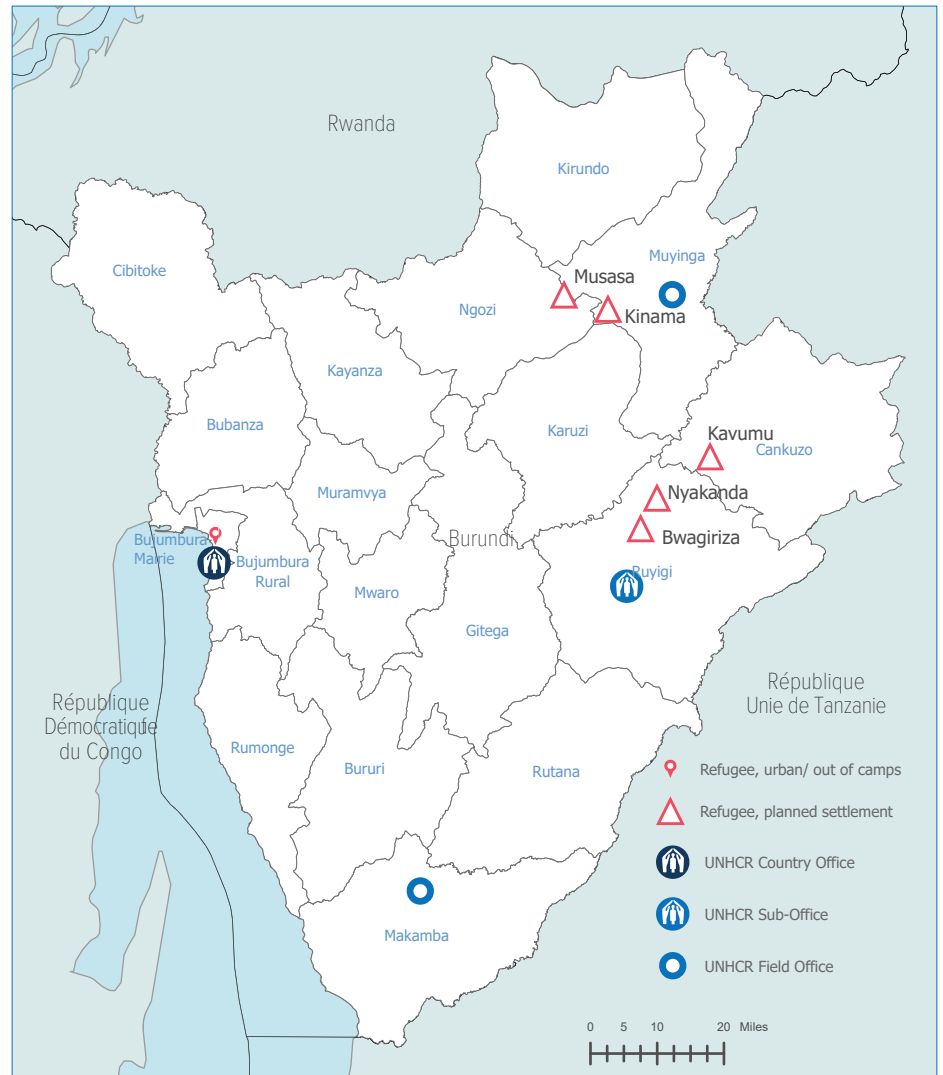 Rwanda
Kirundo
Muyinga
Cibitoke
Musasa
Ngozi
Kinama
Kayanza
Bubanza
Karuzi
Kavumu
Cankuzo
Muramvya
Nyakanda
Bujumbura
Mairie
Burundi
Bwagiriza
Bujumbura
Rural
Mwaro
Ruyigi
Gitega
République
Unie de Tanzanie
République
Démocratique
du Congo
Rumonge
Bururi
Rutana
Makamba
Refugee, urban/ out of camps
Refugee, planned settlement
UNHCR Country Office
UNHCR Sub-Office
UNHCR Field Office
0 5 10 20 Miles